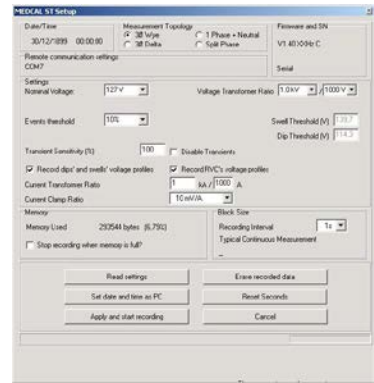 MEDCAL ST Setup
Date/Time
30/12/1899 00:00:00
Measurement Topology
3Ø Wye
1 Phase + Neutral
3Ø Delta
Split Phase
Firmware and SN
Serial
Remote communication settings
COM7
Settings
Nominal Voltage:
127 V
Voltage Transformer Ratio
1.0 kV / 1000 V
Events threshold
10%
Swell Threshold (V) 139,7
Dip Threshold (V) 114,3
Transient Sensitivity (%)
100
Disable Transients
Record dips' and swells' voltage profiles
Record RVC's voltage profiles
Current Transformer Ratio
1 kA / 1000 A
Current Clamp Ratio
10 mV/A
Memory
Memory Used 293544 bytes (6,79%)
Stop recording when memory is full?
Block Size
Recording Interval
1s
Typical Continuous Measurement
--
Read settings
Erase recorded data
Set date and time as PC
Reset Seconds
Apply and start recording
Cancel